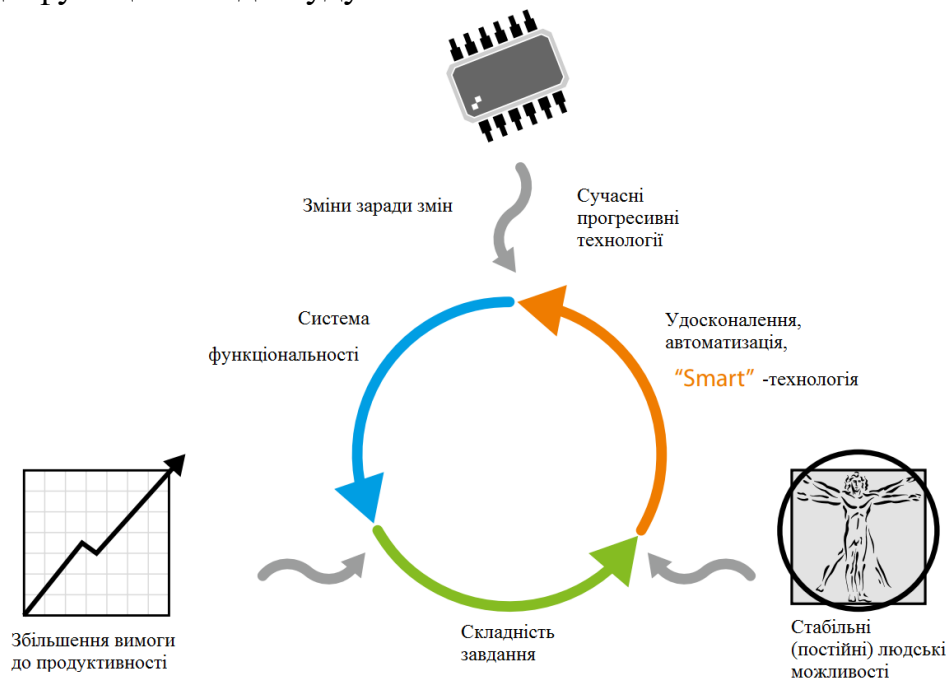 Зміни заради змін
Сучасні
прогресивні
технології
Система
функціональності
Удосконалення,
автоматизація,
“Smart” -технологія
Збільшення вимоги
до продуктивності
Складність
завдання
Стабільні
(постійні) людські
можливості